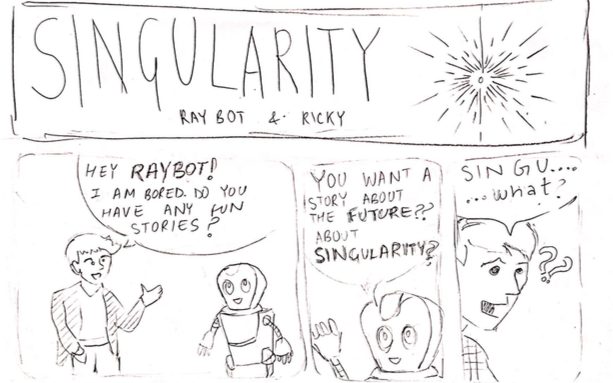 SINGULARITY
RAY BOT & RICKY
HEY RAYBOT!
I AM BORED. DO YOU
HAVE ANY FUN
STORIES?
YOU WANT A
STORY ABOUT
THE FUTURE??
ABOUT
SINGULARITY?
SINGU....
...what?
??